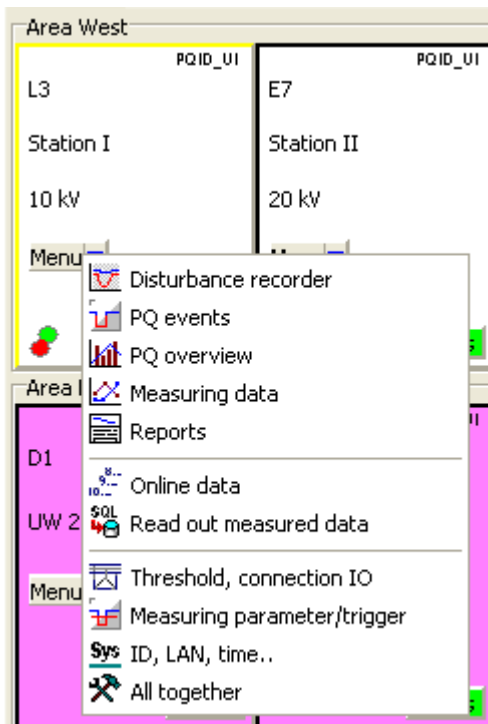 Area West
PQID_UI
PQID_UI
L3
E7
Station I
Station II
10 kV
20 kV
Menu
Disturbance recorder
PQ events
PQ overview
Area
Measuring data
Reports
D1
Online data
UW 2
SQL
Read out measured data
Threshold, connection IO
Menu
Measuring parameter/trigger
Sys ID, LAN, time..
All together